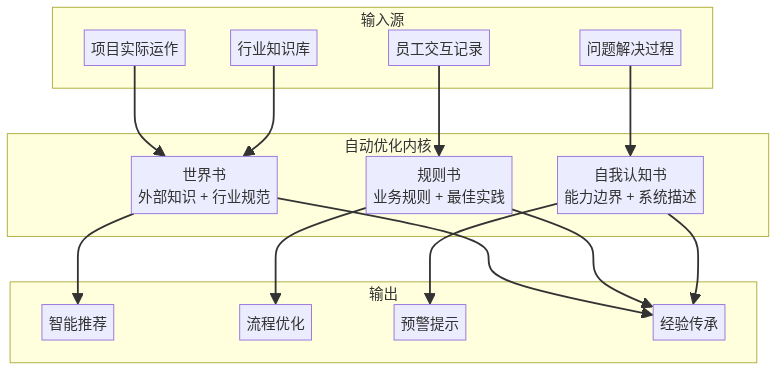 输入源
项目实际运作
行业知识库
员工交互记录
问题解决过程
自动优化内核
世界书
外部知识 + 行业规范
规则书
业务规则 + 最佳实践
自我认知书
能力边界 + 系统描述
输出
智能推荐
流程优化
预警提示
经验传承